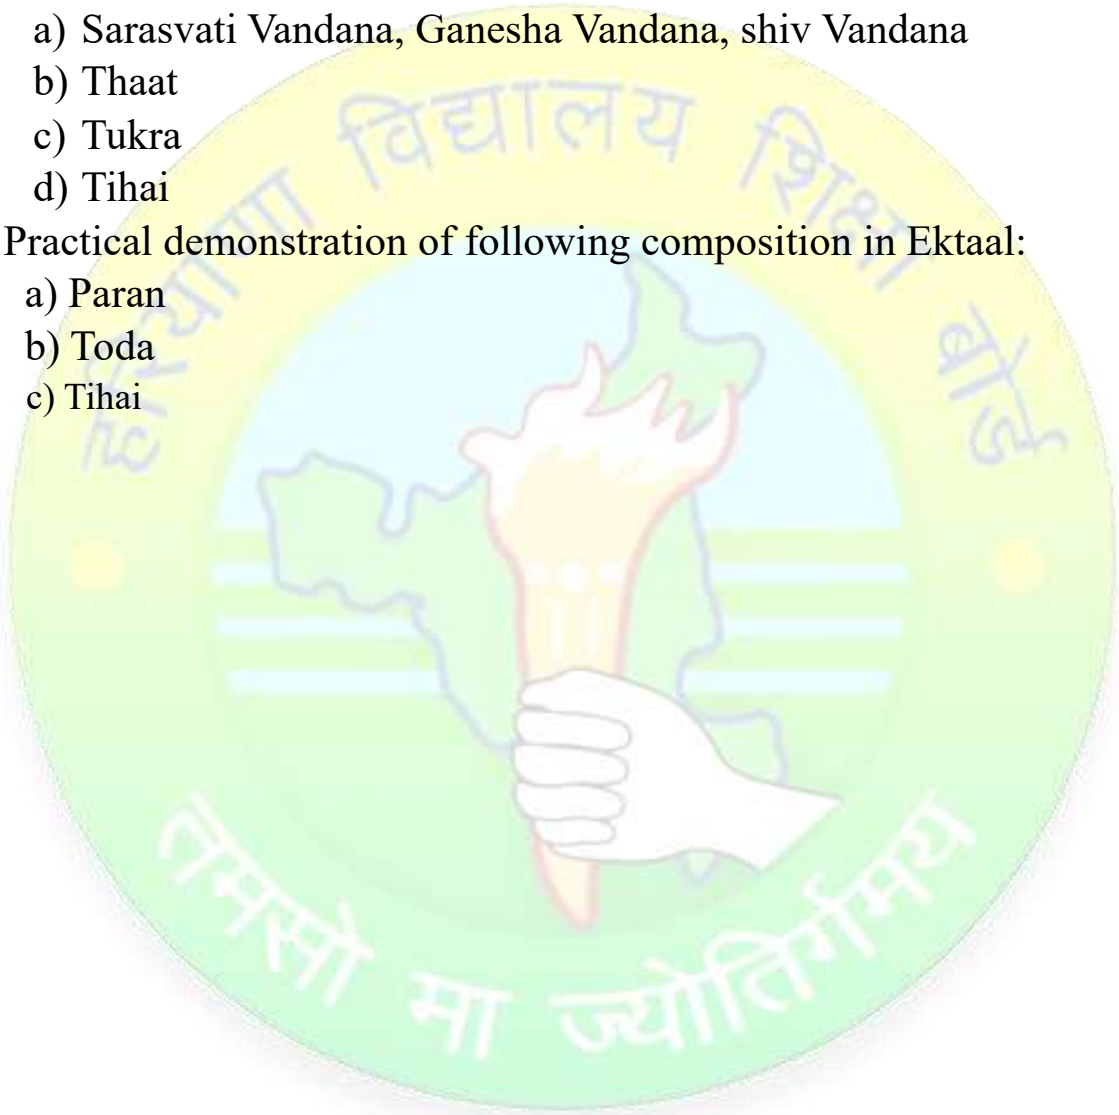 a) Sarasvati Vandana, Ganesha Vandana, shiv Vandana
b) Thaat
c) Tukra
d) Tihai
Practical demonstration of following composition in Ektaal:
a) Paran
b) Toda
c) Tihai
हरियाणा विद्यालय शिक्षा बोर्ड
तमसो मा ज्योतिर्गमय